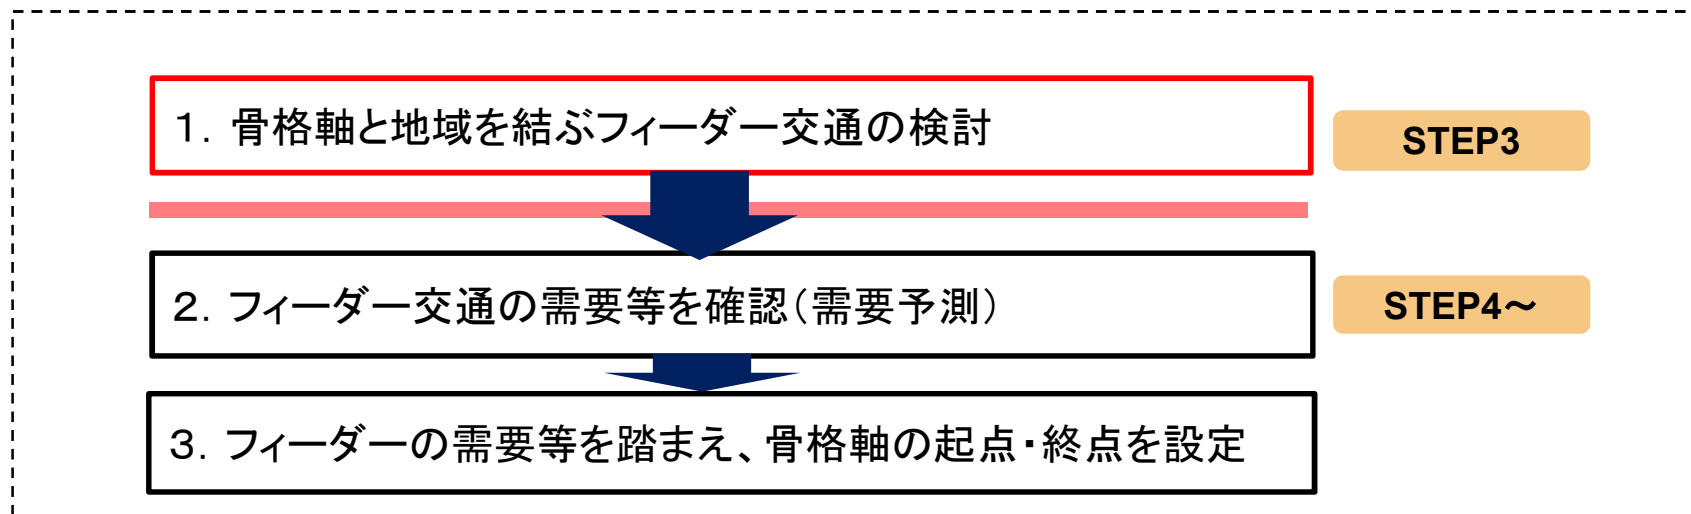 １．骨格軸と地域を結ぶフィーダー交通の検討
STEP3
２．フィーダー交通の需要等を確認（需要予測）
STEP4～
３．フィーダーの需要等を踏まえ、骨格軸の起点・終点を設定